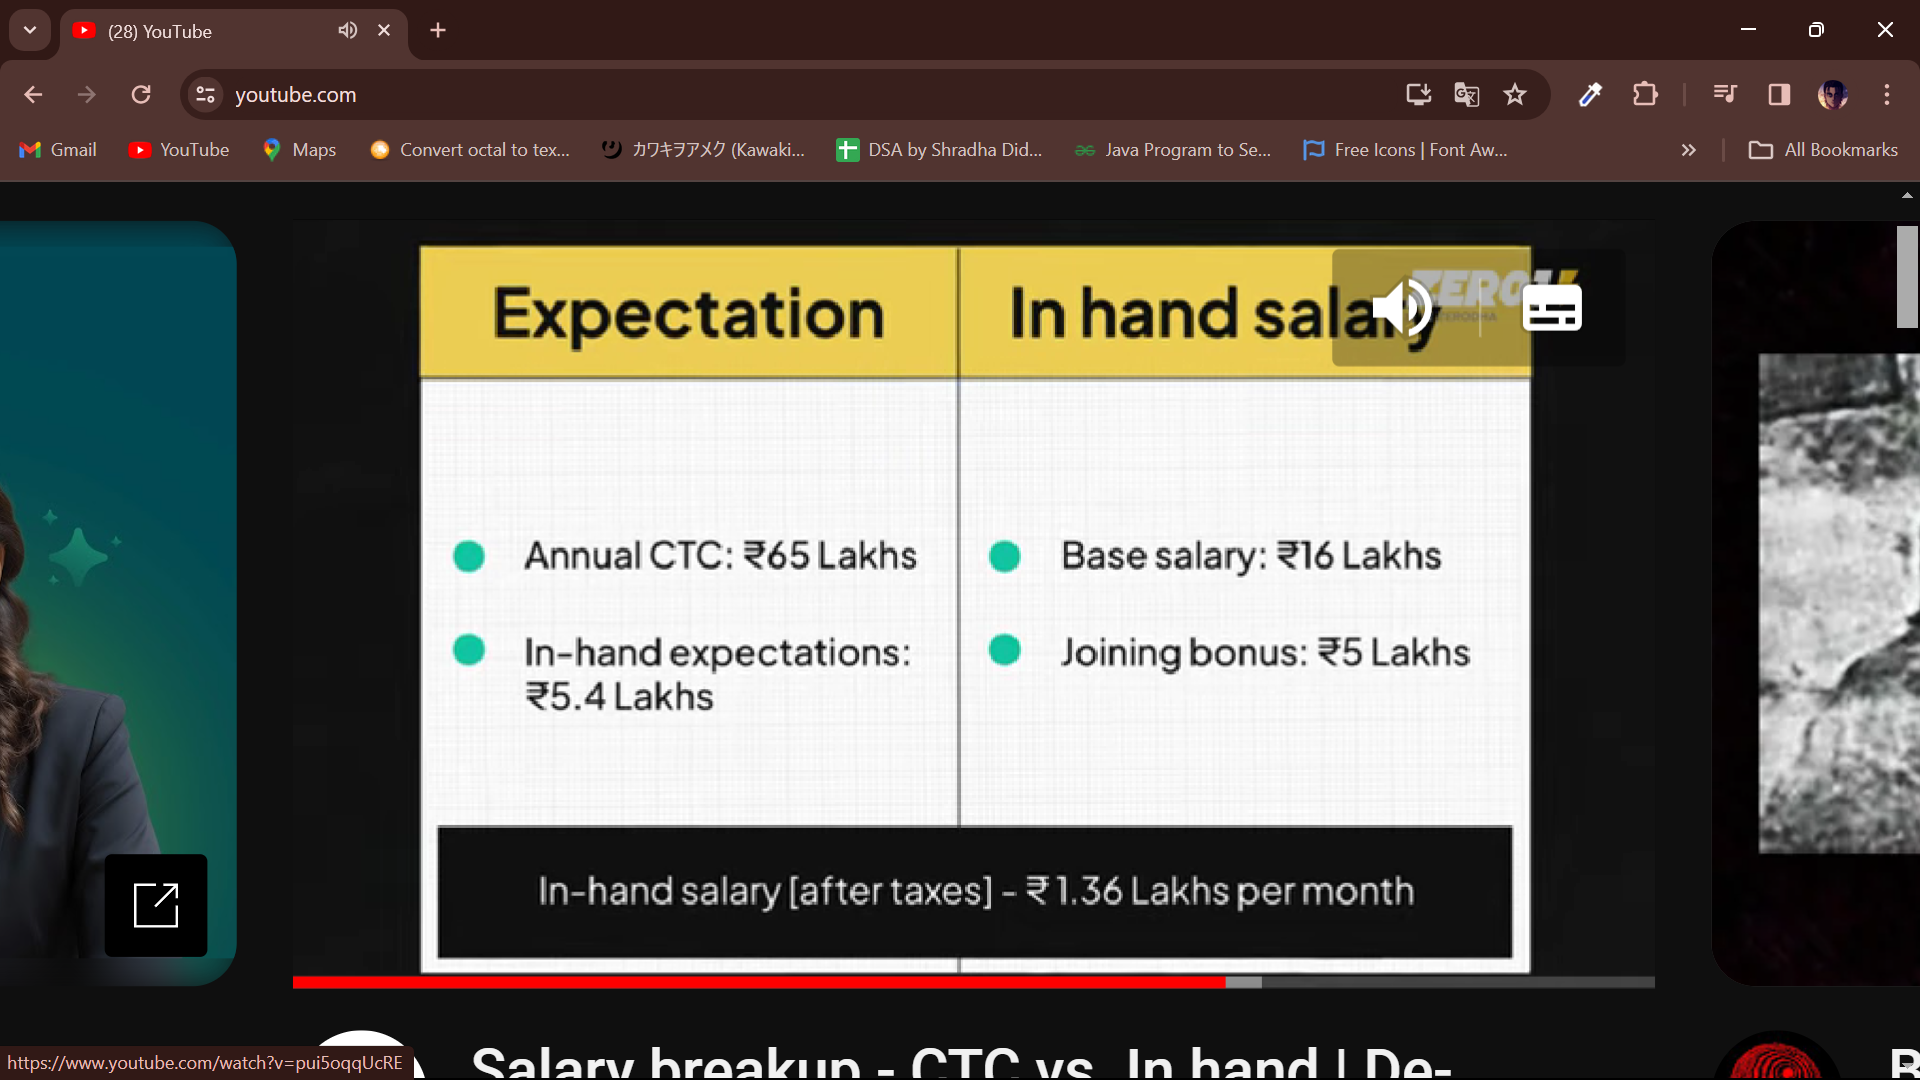 (28) YouTube
youtube.com
Gmail
YouTube
Maps
Convert octal to tex...
カワキヲアメク (Kawaki...
DSA by Shradha Did...
Java Program to Se...
Free Icons | Font Aw...
All Bookmarks
Expectation
In hand salary
ZERO1
Annual CTC: ₹65 Lakhs
In-hand expectations:
₹5.4 Lakhs
Base salary: ₹16 Lakhs
Joining bonus: ₹5 Lakhs
In-hand salary [after taxes] - ₹ 1.36 Lakhs per month
Salary breakup - CTC vs. In hand | De-
https://www.youtube.com/watch?v=pui5oqqUcRE